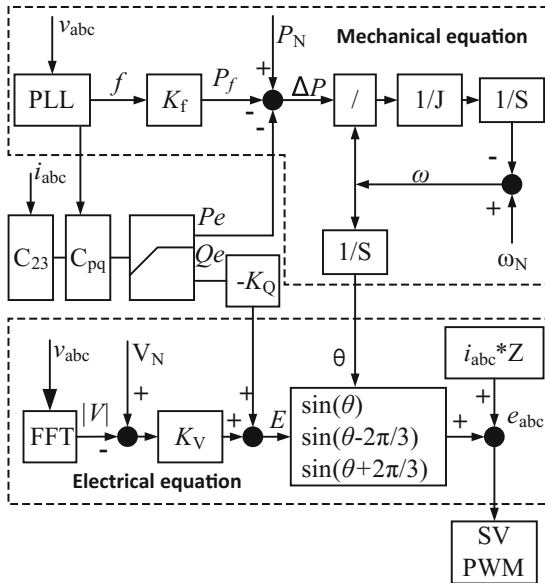 v_abc
P_N
Mechanical equation
+
PLL
f
K_f
P_f
-
-
ΔP
/
1/J
1/S
-
i_abc
ω
+
C_23
C_pq
Pe
Qe
1/S
ω_N
-K_Q
v_abc
V_N
θ
i_abc*Z
+
+
+
e_abc
FFT
|V|
-
K_V
+
E
sin(θ)
sin(θ-2π/3)
sin(θ+2π/3)
+
Electrical equation
SV
PWM